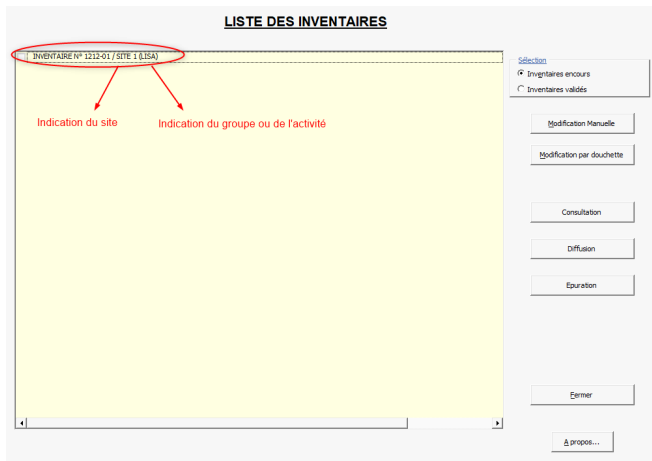 LISTE DES INVENTAIRES
INVENTAIRE N° 1212-01 / SITE 1 (LISA)
Indication du site
Indication du groupe ou de l'activité
Sélection
Inventaires encours
Inventaires validés
Modification Manuelle
Modification par douchette
Consultation
Diffusion
Epuration
Fermer
A propos...